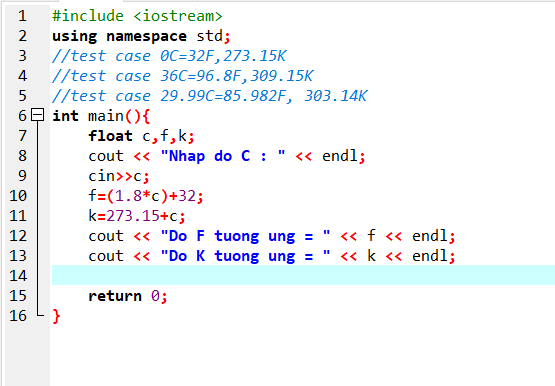 1 #include <iostream>
2 using namespace std;
3 //test case 0C=32F,273.15K
4 //test case 36C=96.8F,309.15K
5 //test case 29.99C=85.982F, 303.14K
6 int main(){
7 float c,f,k;
8 cout << "Nhap do C : " << endl;
9 cin>>c;
10 f=(1.8*c)+32;
11 k=273.15+c;
12 cout << "Do F tuong ung = " << f << endl;
13 cout << "Do K tuong ung = " << k << endl;
14
15 return 0;
16 }